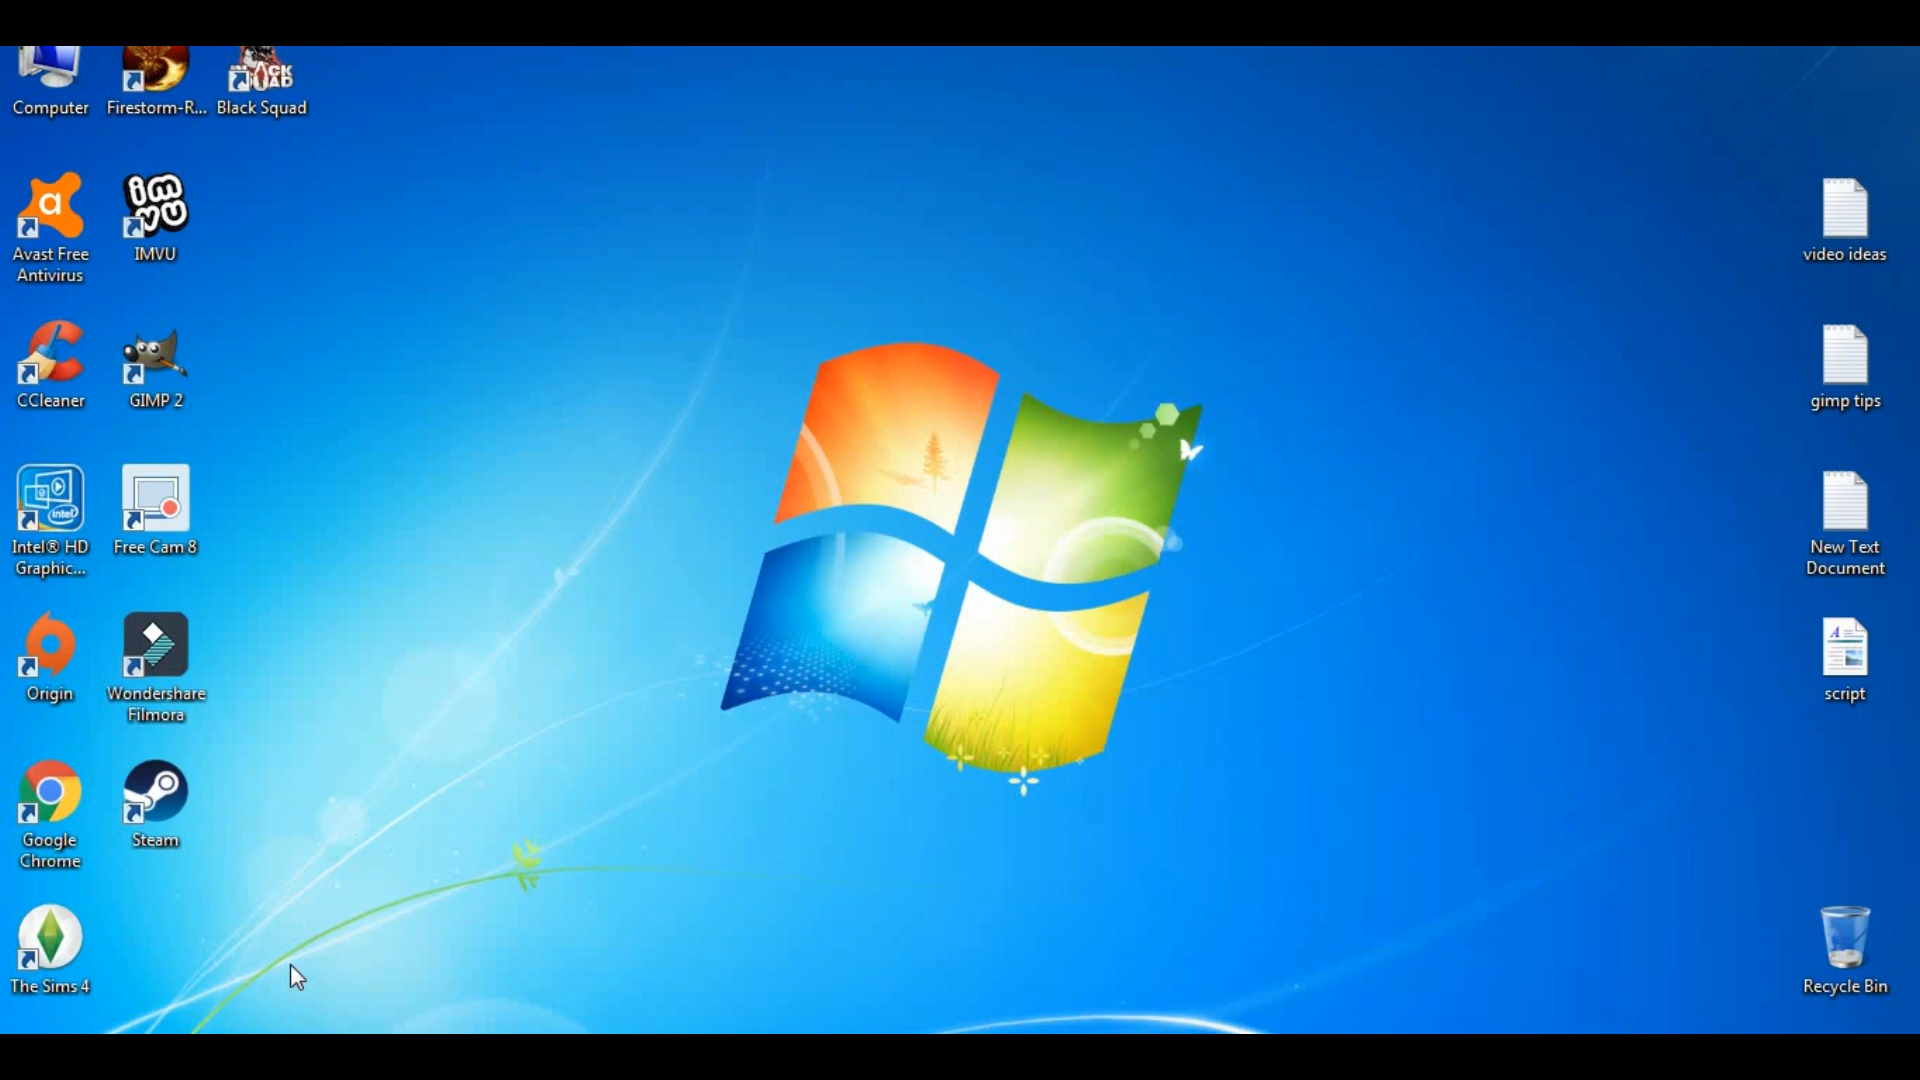 Computer
Firestorm-R...
Black Squad
Avast Free
Antivirus
IMVU
CCleaner
GIMP 2
Intel® HD
Graphic...
Free Cam 8
Origin
Wondershare
Filmora
Google
Chrome
Steam
The Sims 4
video ideas
gimp tips
New Text
Document
script
Recycle Bin